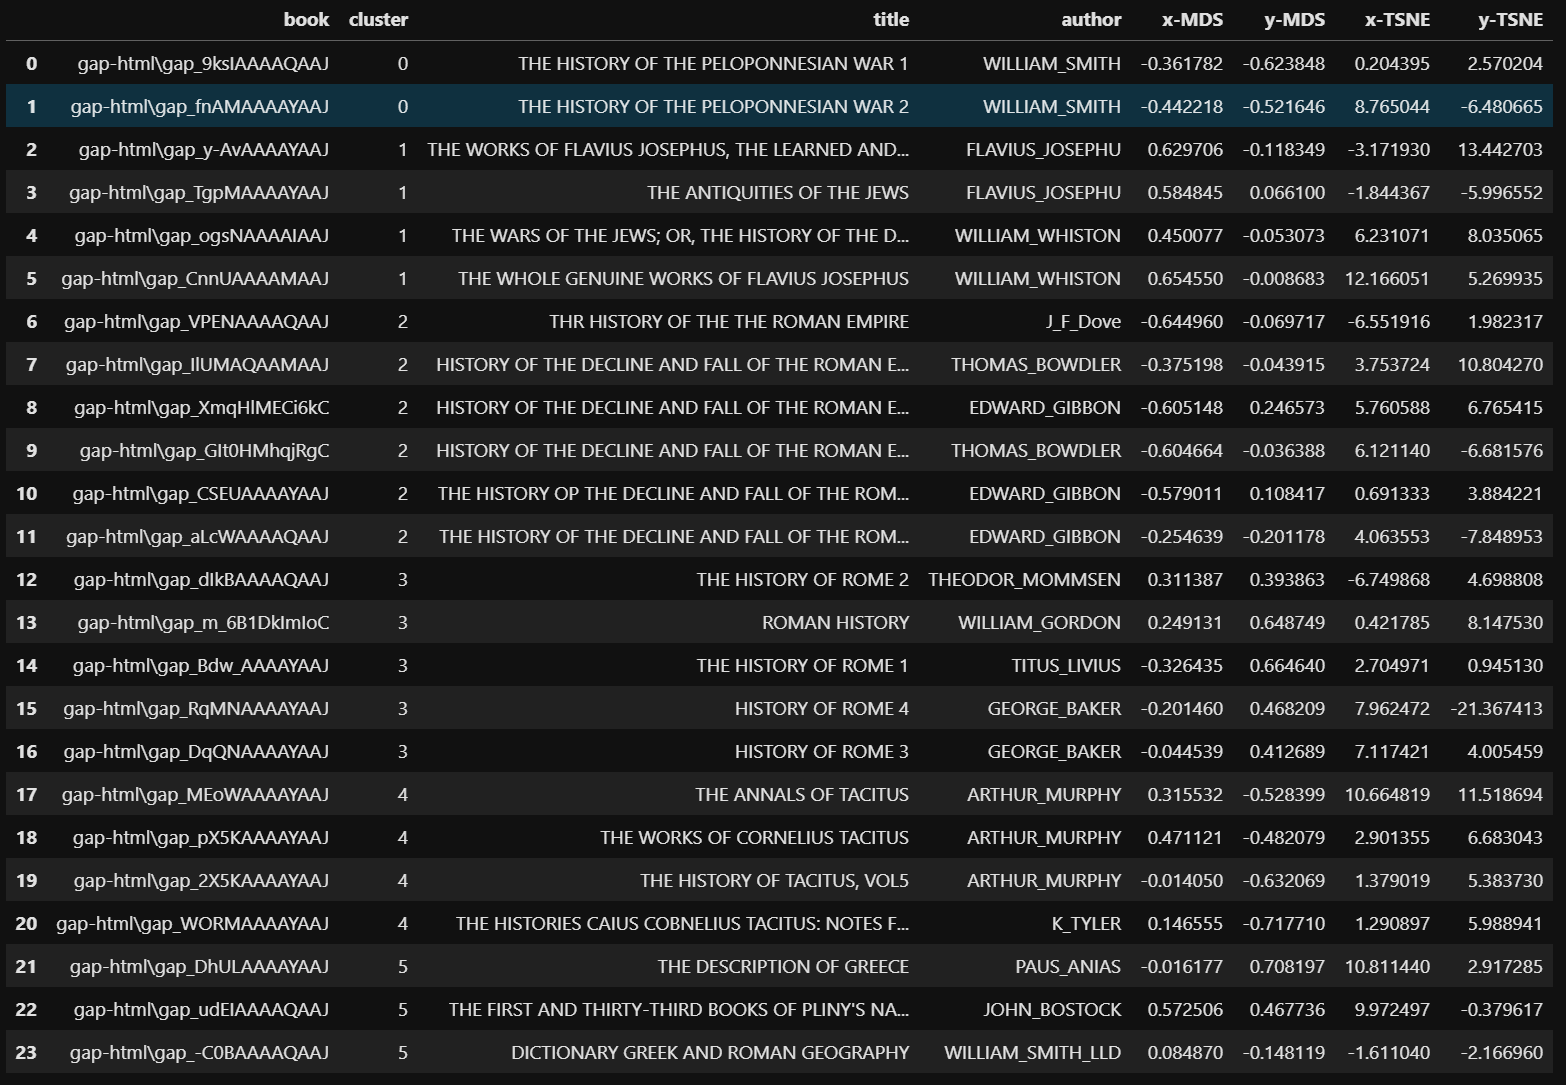 book cluster title author x-MDS y-MDS x-TSNE y-TSNE
0 gap-html\gap_9ksIAAAAQAAJ 0 THE HISTORY OF THE PELOPONNESIAN WAR 1 WILLIAM_SMITH -0.361782 -0.623848 0.204395 2.570204
1 gap-html\gap_fnAMAAAAYAAJ 0 THE HISTORY OF THE PELOPONNESIAN WAR 2 WILLIAM_SMITH -0.442218 -0.521646 8.765044 -6.480665
2 gap-html\gap_y-AvAAAAYAAJ 1 THE WORKS OF FLAVIUS JOSEPHUS, THE LEARNED AND... FLAVIUS_JOSEPHU 0.629706 -0.118349 -3.171930 13.442703
3 gap-html\gap_TgpMAAAAYAAJ 1 THE ANTIQUITIES OF THE JEWS FLAVIUS_JOSEPHU 0.584845 0.066100 -1.844367 -5.996552
4 gap-html\gap_ogsNAAAAIAAJ 1 THE WARS OF THE JEWS; OR, THE HISTORY OF THE D... WILLIAM_WHISTON 0.450077 -0.053073 6.231071 8.035065
5 gap-html\gap_CnnUAAAAMAAJ 1 THE WHOLE GENUINE WORKS OF FLAVIUS JOSEPHUS WILLIAM_WHISTON 0.654550 -0.008683 12.166051 5.269935
6 gap-html\gap_VPENAAAAQAAJ 2 THR HISTORY OF THE THE ROMAN EMPIRE J_F_Dove -0.644960 -0.069717 -6.551916 1.982317
7 gap-html\gap_IlUMAQAAMAAJ 2 HISTORY OF THE DECLINE AND FALL OF THE ROMAN E... THOMAS_BOWDLER -0.375198 -0.043915 3.753724 10.804270
8 gap-html\gap_XmqHlMECi6kC 2 HISTORY OF THE DECLINE AND FALL OF THE ROMAN E... EDWARD_GIBBON -0.605148 0.246573 5.760588 6.765415
9 gap-html\gap_GIt0HMhqjRgC 2 HISTORY OF THE DECLINE AND FALL OF THE ROMAN E... THOMAS_BOWDLER -0.604664 -0.036388 6.121140 -6.681576
10 gap-html\gap_CSEUAAAAYAAJ 2 THE HISTORY OP THE DECLINE AND FALL OF THE ROM... EDWARD_GIBBON -0.579011 0.108417 0.691333 3.884221
11 gap-html\gap_aLcWAAAAQAAJ 2 THE HISTORY OF THE DECLINE AND FALL OF THE ROM... EDWARD_GIBBON -0.254639 -0.201178 4.063553 -7.848953
12 gap-html\gap_dIkBAAAAQAAJ 3 THE HISTORY OF ROME 2 THEODOR_MOMMSEN 0.311387 0.393863 -6.749868 4.698808
13 gap-html\gap_m_6B1DkImIoC 3 ROMAN HISTORY WILLIAM_GORDON 0.249131 0.648749 0.421785 8.147530
14 gap-html\gap_Bdw_AAAAYAAJ 3 THE HISTORY OF ROME 1 TITUS_LIVIUS -0.326435 0.664640 2.704971 0.945130
15 gap-html\gap_RqMNAAAAYAAJ 3 HISTORY OF ROME 4 GEORGE_BAKER -0.201460 0.468209 7.962472 -21.367413
16 gap-html\gap_DqQNAAAAYAAJ 3 HISTORY OF ROME 3 GEORGE_BAKER -0.044539 0.412689 7.117421 4.005459
17 gap-html\gap_MEoWAAAAYAAJ 4 THE ANNALS OF TACITUS ARTHUR_MURPHY 0.315532 -0.528399 10.664819 11.518694
18 gap-html\gap_pX5KAAAAYAAJ 4 THE WORKS OF CORNELIUS TACITUS ARTHUR_MURPHY 0.471121 -0.482079 2.901355 6.683043
19 gap-html\gap_2X5KAAAAYAAJ 4 THE HISTORY OF TACITUS, VOL5 ARTHUR_MURPHY -0.014050 -0.632069 1.379019 5.383730
20 gap-html\gap_WORMAAAAYAAJ 4 THE HISTORIES CAIUS COBNELIUS TACITUS: NOTES F... K_TYLER 0.146555 -0.717710 1.290897 5.988941
21 gap-html\gap_DhULAAAAYAAJ 5 THE DESCRIPTION OF GREECE PAUS_ANIAS -0.016177 0.708197 10.811440 2.917285
22 gap-html\gap_udEIAAAAQAAJ 5 THE FIRST AND THIRTY-THIRD BOOKS OF PLINY'S NA... JOHN_BOSTOCK 0.572506 0.467736 9.972497 -0.379617
23 gap-html\gap_-C0BAAAAQAAJ 5 DICTIONARY GREEK AND ROMAN GEOGRAPHY WILLIAM_SMITH_LLD 0.084870 -0.148119 -1.611040 -2.166960